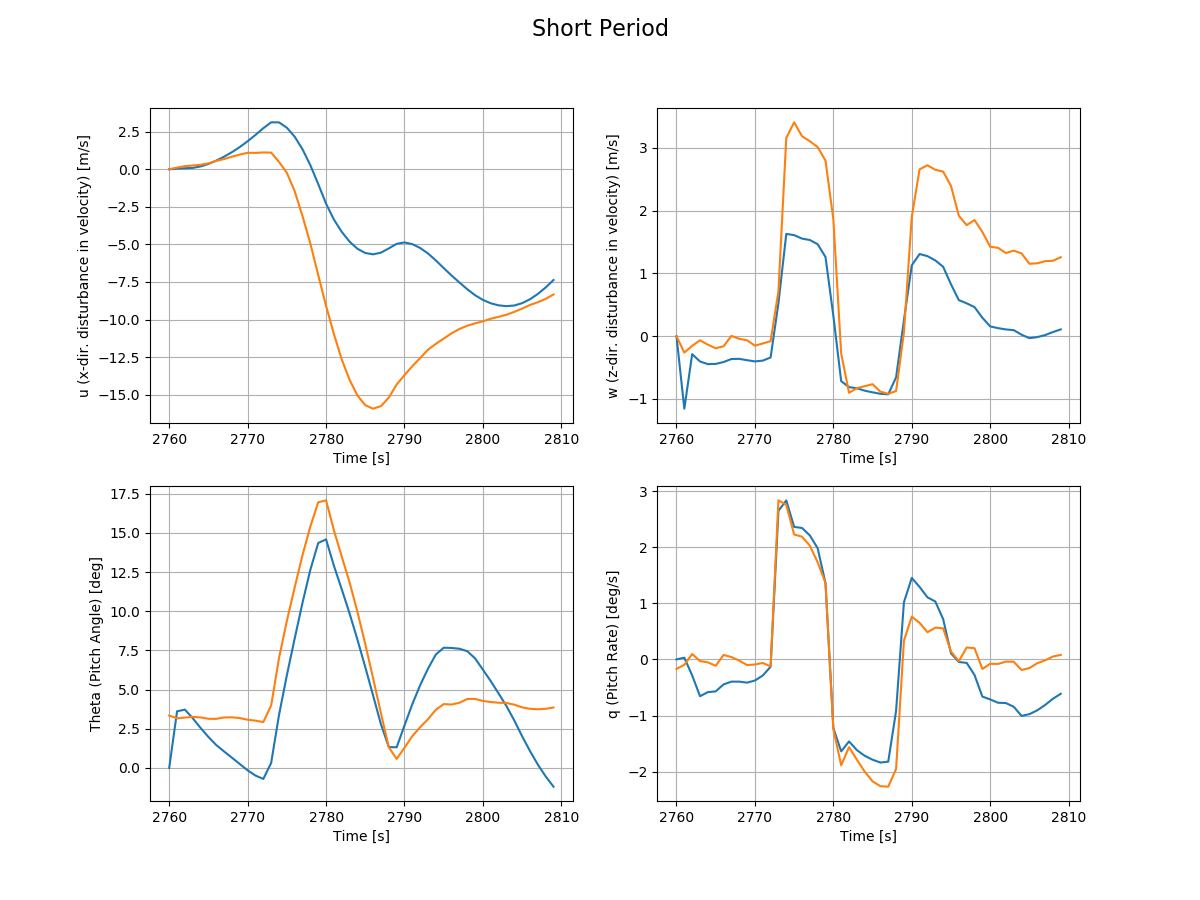 Short Period
u (x-dir. disturbance in velocity) [m/s]
2.5
0.0
−2.5
−5.0
−7.5
−10.0
−12.5
−15.0
2760 2770 2780 2790 2800 2810
Time [s]
w (z-dir. disturbance in velocity) [m/s]
3
2
1
0
−1
2760 2770 2780 2790 2800 2810
Time [s]
Theta (Pitch Angle) [deg]
17.5
15.0
12.5
10.0
7.5
5.0
2.5
0.0
2760 2770 2780 2790 2800 2810
Time [s]
q (Pitch Rate) [deg/s]
3
2
1
0
−1
−2
2760 2770 2780 2790 2800 2810
Time [s]